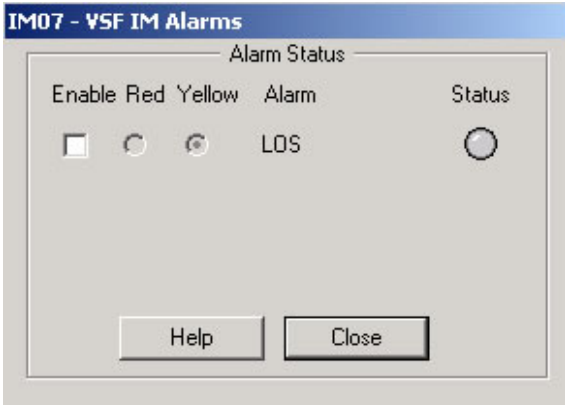 IM07 - VSF IM Alarms
Alarm Status
Enable Red Yellow Alarm Status
LOS
Help Close